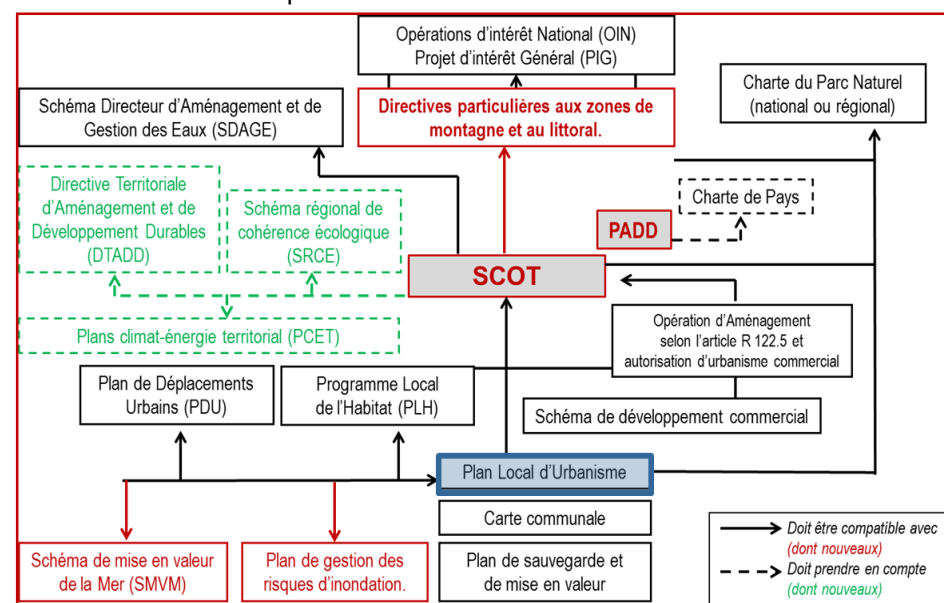 Opérations d'intérêt National (OIN)
Projet d'intérêt Général (PIG)
Charte du Parc Naturel
(national ou régional)
Schéma Directeur d'Aménagement et de
Gestion des Eaux (SDAGE)
Directives particulières aux zones de
montagne et au littoral.
Directive Territoriale
d'Aménagement et de
Développement Durables
(DTADD)
Schéma régional de
cohérence écologique
(SRCE)
Charte de Pays
PADD
SCOT
Plans climat-énergie territorial (PCET)
Opération d'Aménagement
selon l'article R 122.5 et
autorisation d'urbanisme commercial
Plan de Déplacements
Urbains (PDU)
Programme Local
de l'Habitat (PLH)
Schéma de développement commercial
Plan Local d'Urbanisme
Carte communale
Schéma de mise en valeur
de la Mer (SMVM)
Plan de gestion des
risques d'inondation.
Plan de sauvegarde et
de mise en valeur
Doit être compatible avec
(dont nouveaux)
Doit prendre en compte
(dont nouveaux)